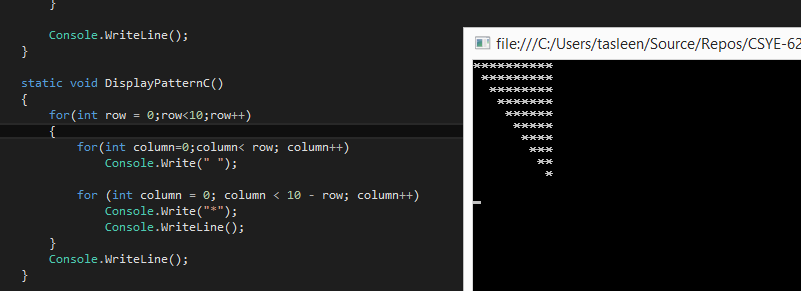 }
Console.WriteLine();
}
static void DisplayPatternC()
{
for(int row = 0;row<10;row++)
{
for(int column=0;column< row; column++)
Console.Write(" ");
for (int column = 0; column < 10 - row; column++)
Console.Write("*");
Console.WriteLine();
}
Console.WriteLine();
}
file:///C:/Users/tasleen/Source/Repos/CSYE-62
**********
*********
********
*******
******
*****
****
***
**
*